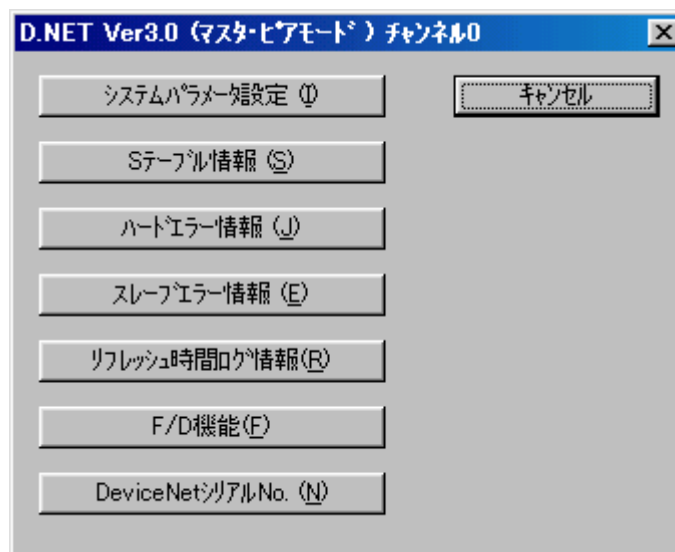 D.NET Ver3.0 (ﾏｽﾀ･ﾋﾟｱﾓｰﾄﾞ) ﾁｬﾝﾈﾙ0
ｼｽﾃﾑﾊﾟﾗﾒｰﾀ設定 (I)
ｷｬﾝｾﾙ
Sﾃｰﾌﾞﾙ情報 (S)
ﾊｰﾄﾞｴﾗｰ情報 (J)
ｽﾚｰﾌﾞｴﾗｰ情報 (E)
ﾘﾌﾚｯｼｭ時間ﾛｸﾞ情報(R)
F/D機能(F)
DeviceNetｼﾘｱﾙNo. (N)